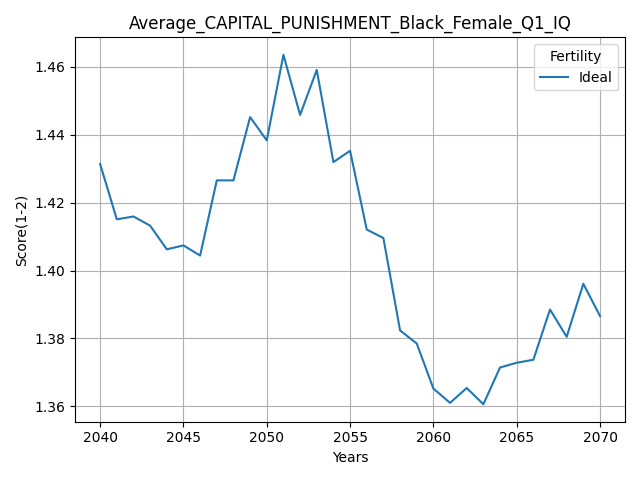 Average_CAPITAL_PUNISHMENT_Black_Female_Q1_IQ
Fertility
Ideal
Score(1-2)
1.46
1.44
1.42
1.40
1.38
1.36
2040
2045
2050
2055
2060
2065
2070
Years